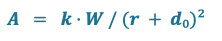 A = k · W / (r + d₀)²